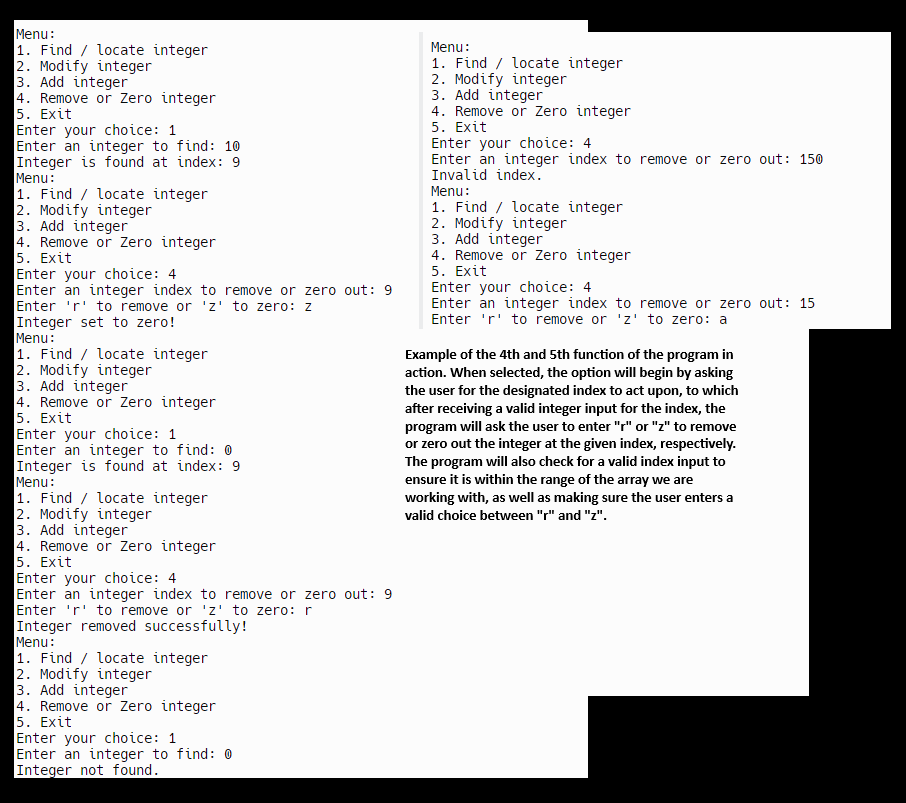 Menu:
1. Find / locate integer
2. Modify integer
3. Add integer
4. Remove or Zero integer
5. Exit
Enter your choice: 1
Enter an integer to find: 10
Integer is found at index: 9
Menu:
1. Find / locate integer
2. Modify integer
3. Add integer
4. Remove or Zero integer
5. Exit
Enter your choice: 4
Enter an integer index to remove or zero out: 9
Enter 'r' to remove or 'z' to zero: z
Integer set to zero!
Menu:
1. Find / locate integer
2. Modify integer
3. Add integer
4. Remove or Zero integer
5. Exit
Enter your choice: 1
Enter an integer to find: 0
Integer is found at index: 9
Menu:
1. Find / locate integer
2. Modify integer
3. Add integer
4. Remove or Zero integer
5. Exit
Enter your choice: 4
Enter an integer index to remove or zero out: 9
Enter 'r' to remove or 'z' to zero: r
Integer removed successfully!
Menu:
1. Find / locate integer
2. Modify integer
3. Add integer
4. Remove or Zero integer
5. Exit
Enter your choice: 1
Enter an integer to find: 0
Integer not found.
Menu:
1. Find / locate integer
2. Modify integer
3. Add integer
4. Remove or Zero integer
5. Exit
Enter your choice: 4
Enter an integer index to remove or zero out: 150
Invalid index.
Menu:
1. Find / locate integer
2. Modify integer
3. Add integer
4. Remove or Zero integer
5. Exit
Enter your choice: 4
Enter an integer index to remove or zero out: 15
Enter 'r' to remove or 'z' to zero: a
Example of the 4th and 5th function of the program in
action. When selected, the option will begin by asking
the user for the designated index to act upon, to which
after receiving a valid integer input for the index, the
program will ask the user to enter "r" or "z" to remove
or zero out the integer at the given index, respectively.
The program will also check for a valid index input to
ensure it is within the range of the array we are
working with, as well as making sure the user enters a
valid choice between "r" and "z".